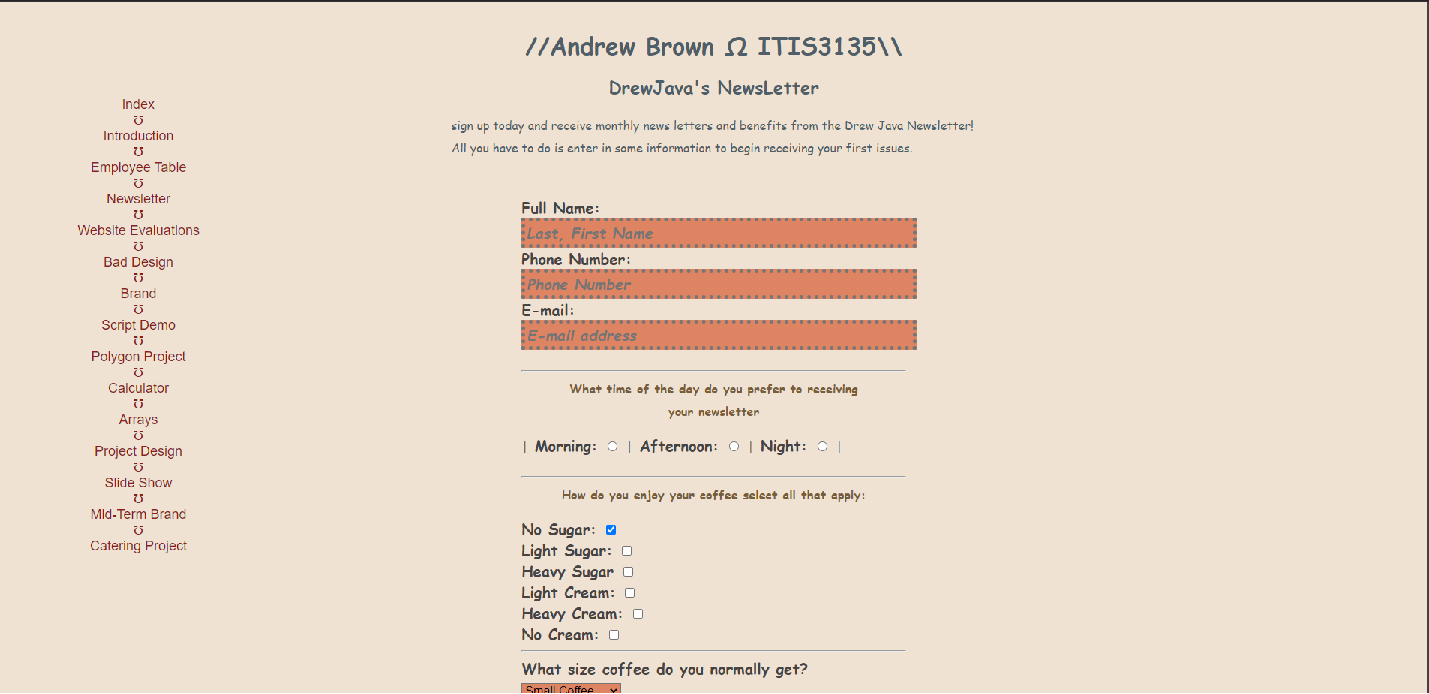 //Andrew Brown Ω ITIS3135\\
DrewJava's NewsLetter
sign up today and receive monthly news letters and benefits from the Drew Java Newsletter!
All you have to do is enter in some information to begin receiving your first issues.
Index
℧
Introduction
℧
Employee Table
℧
Newsletter
℧
Website Evaluations
℧
Bad Design
℧
Brand
℧
Script Demo
℧
Polygon Project
℧
Calculator
℧
Arrays
℧
Project Design
℧
Slide Show
℧
Mid-Term Brand
℧
Catering Project
Full Name:
Last, First Name
Phone Number:
Phone Number
E-mail:
E-mail address
What time of the day do you prefer to receiving
your newsletter
| Morning: | Afternoon: | Night: |
How do you enjoy your coffee select all that apply:
No Sugar:
Light Sugar:
Heavy Sugar
Light Cream:
Heavy Cream:
No Cream:
What size coffee do you normally get?
Small Coffee